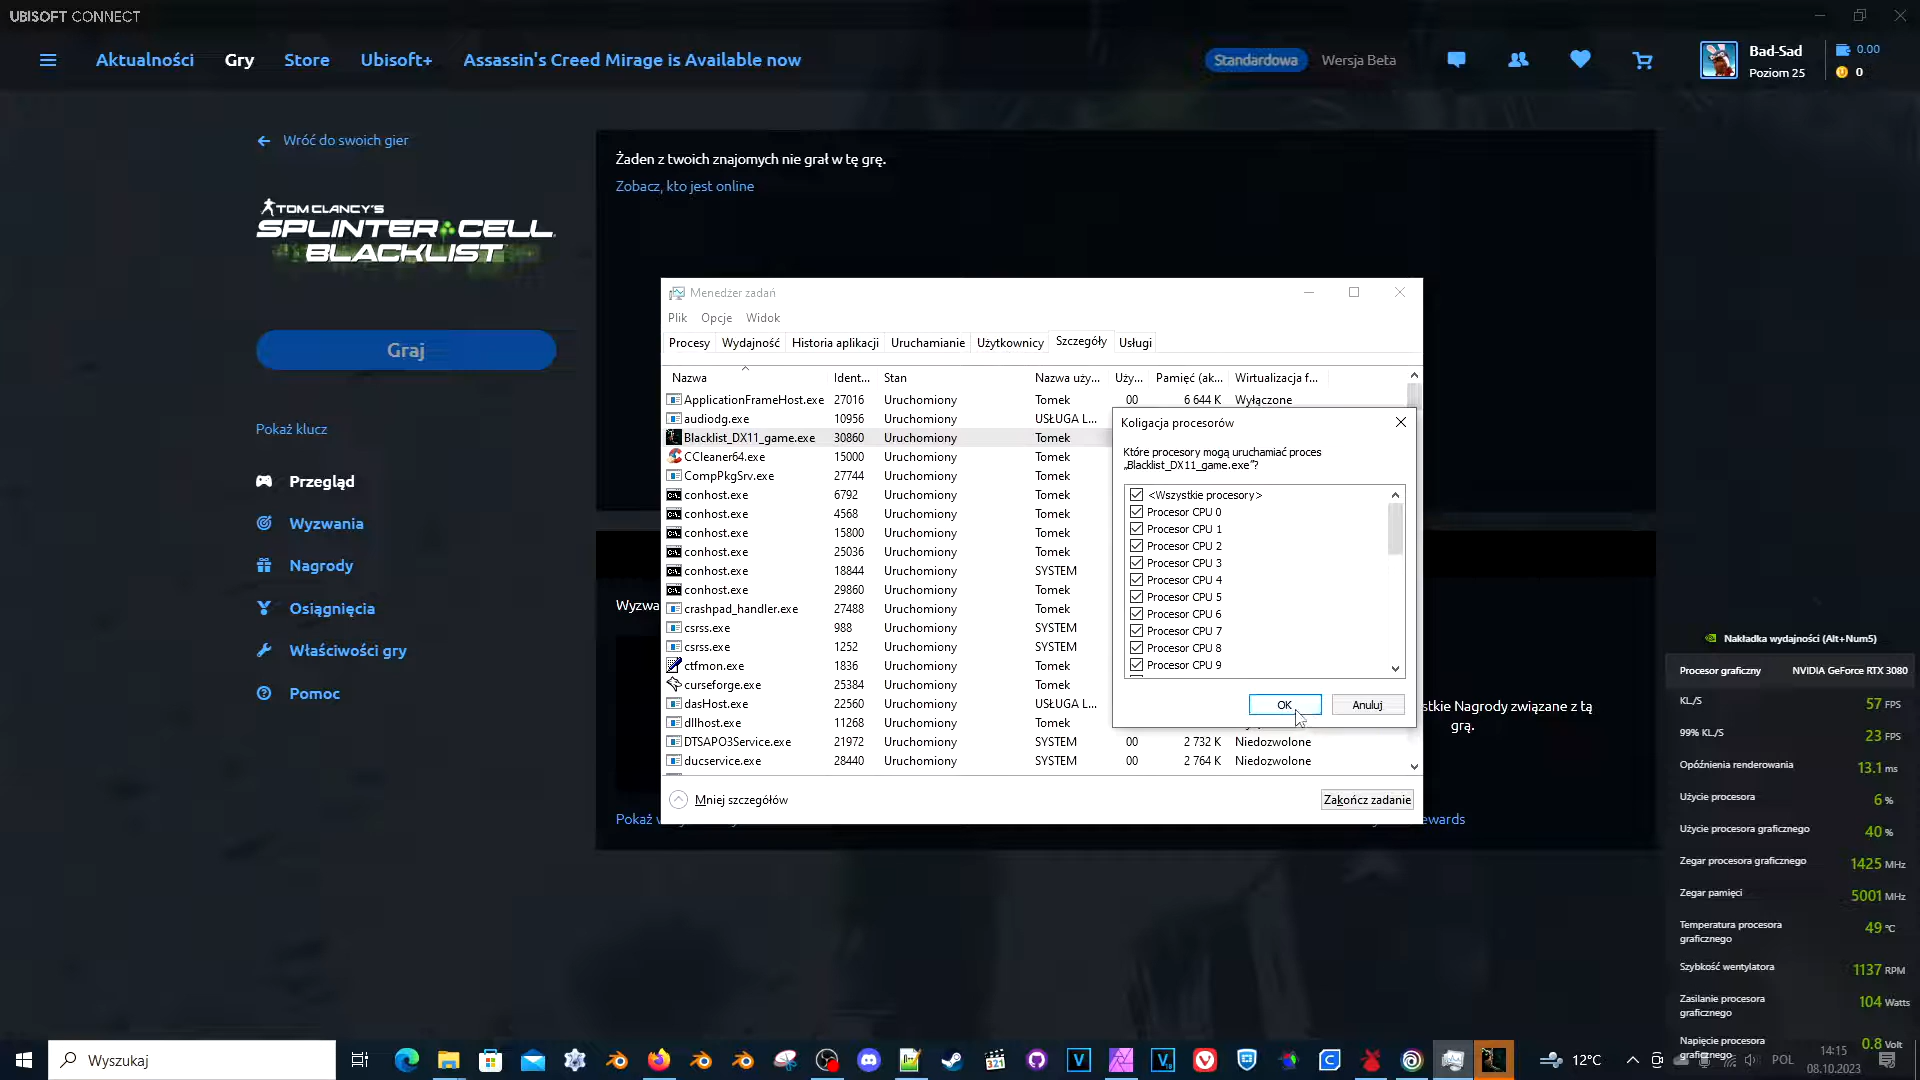 UBISOFT CONNECT
Aktualności Gry Store Ubisoft+ Assassin's Creed Mirage is Available now
Standardowa Wersja Beta
Bad-Sad
Poziom 25
0.00
0
Wróć do swoich gier
TOM CLANCY'S
SPLINTER CELL
BLACKLIST
Graj
Pokaż klucz
Przegląd
Wyzwania
Nagrody
Osiągnięcia
Właściwości gry
Pomoc
Żaden z twoich znajomych nie grał w tę grę.
Zobacz, kto jest online
Wyzwa
Pokaż
stkie Nagrody związane z tą
grą.
ewards
Menedżer zadań
Plik Opcje Widok
Procesy Wydajność Historia aplikacji Uruchamianie Użytkownicy Szczegóły Usługi
Nazwa Ident... Stan Nazwa uży... Uży... Pamięć (ak... Wirtualizacja f...
ApplicationFrameHost.exe 27016 Uruchomiony Tomek 00 6 644 K Wyłączone
audiodg.exe 10956 Uruchomiony USŁUGA L...
Blacklist_DX11_game.exe 30860 Uruchomiony Tomek
CCleaner64.exe 15000 Uruchomiony Tomek
CompPkgSrv.exe 27744 Uruchomiony Tomek
conhost.exe 6792 Uruchomiony Tomek
conhost.exe 4568 Uruchomiony Tomek
conhost.exe 15800 Uruchomiony Tomek
conhost.exe 25036 Uruchomiony Tomek
conhost.exe 18844 Uruchomiony SYSTEM
conhost.exe 29860 Uruchomiony Tomek
crashpad_handler.exe 27488 Uruchomiony Tomek
csrss.exe 988 Uruchomiony SYSTEM
csrss.exe 1252 Uruchomiony SYSTEM
ctfmon.exe 1836 Uruchomiony Tomek
curseforge.exe 25384 Uruchomiony Tomek
dasHost.exe 22560 Uruchomiony USŁUGA L...
dllhost.exe 11268 Uruchomiony Tomek
DTSAPO3Service.exe 21972 Uruchomiony SYSTEM 00 2 732 K Niedozwolone
ducservice.exe 28440 Uruchomiony SYSTEM 00 2 764 K Niedozwolone
Mniej szczegółów
Zakończ zadanie
Koligacja procesorów
Które procesory mogą uruchamiać proces
„Blacklist_DX11_game.exe”?
<Wszystkie procesory>
Procesor CPU 0
Procesor CPU 1
Procesor CPU 2
Procesor CPU 3
Procesor CPU 4
Procesor CPU 5
Procesor CPU 6
Procesor CPU 7
Procesor CPU 8
Procesor CPU 9
OK Anuluj
Nakładka wydajności (Alt+Num5)
Procesor graficzny NVIDIA GeForce RTX 3080
KL./S 57 FPS
99% KL./S 23 FPS
Opóźnienia renderowania 13.1 ms
Użycie procesora 6 %
Użycie procesora graficznego 40 %
Zegar procesora graficznego 1425 MHz
Zegar pamięci 5001 MHz
Temperatura procesora
graficznego 49 °C
Szybkość wentylatora 1137 RPM
Zasilanie procesora
graficznego 104 Watts
Napięcie procesora
graficznego 0.8 Volt
Wyszukaj
12°C
POL
14:15
08.10.2023